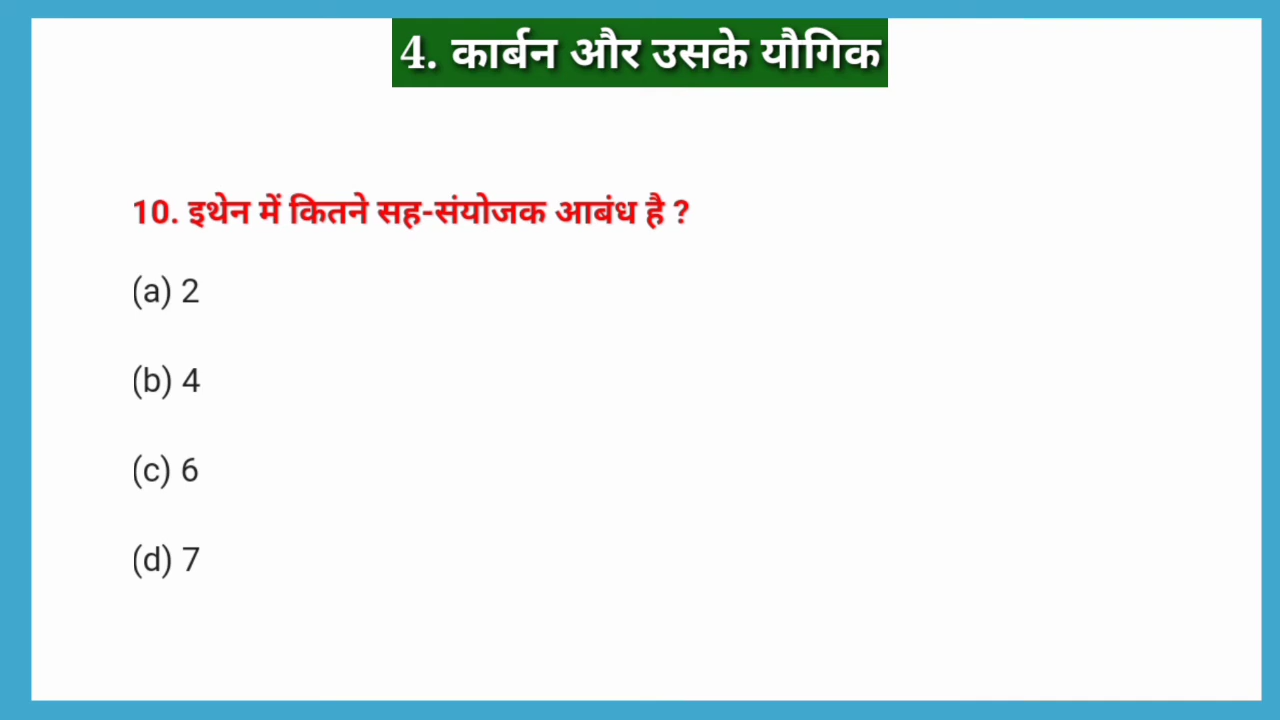 4. कार्बन और उसके यौगिक
10. इथेन में कितने सह-संयोजक आबंध है ?
(a) 2
(b) 4
(c) 6
(d) 7